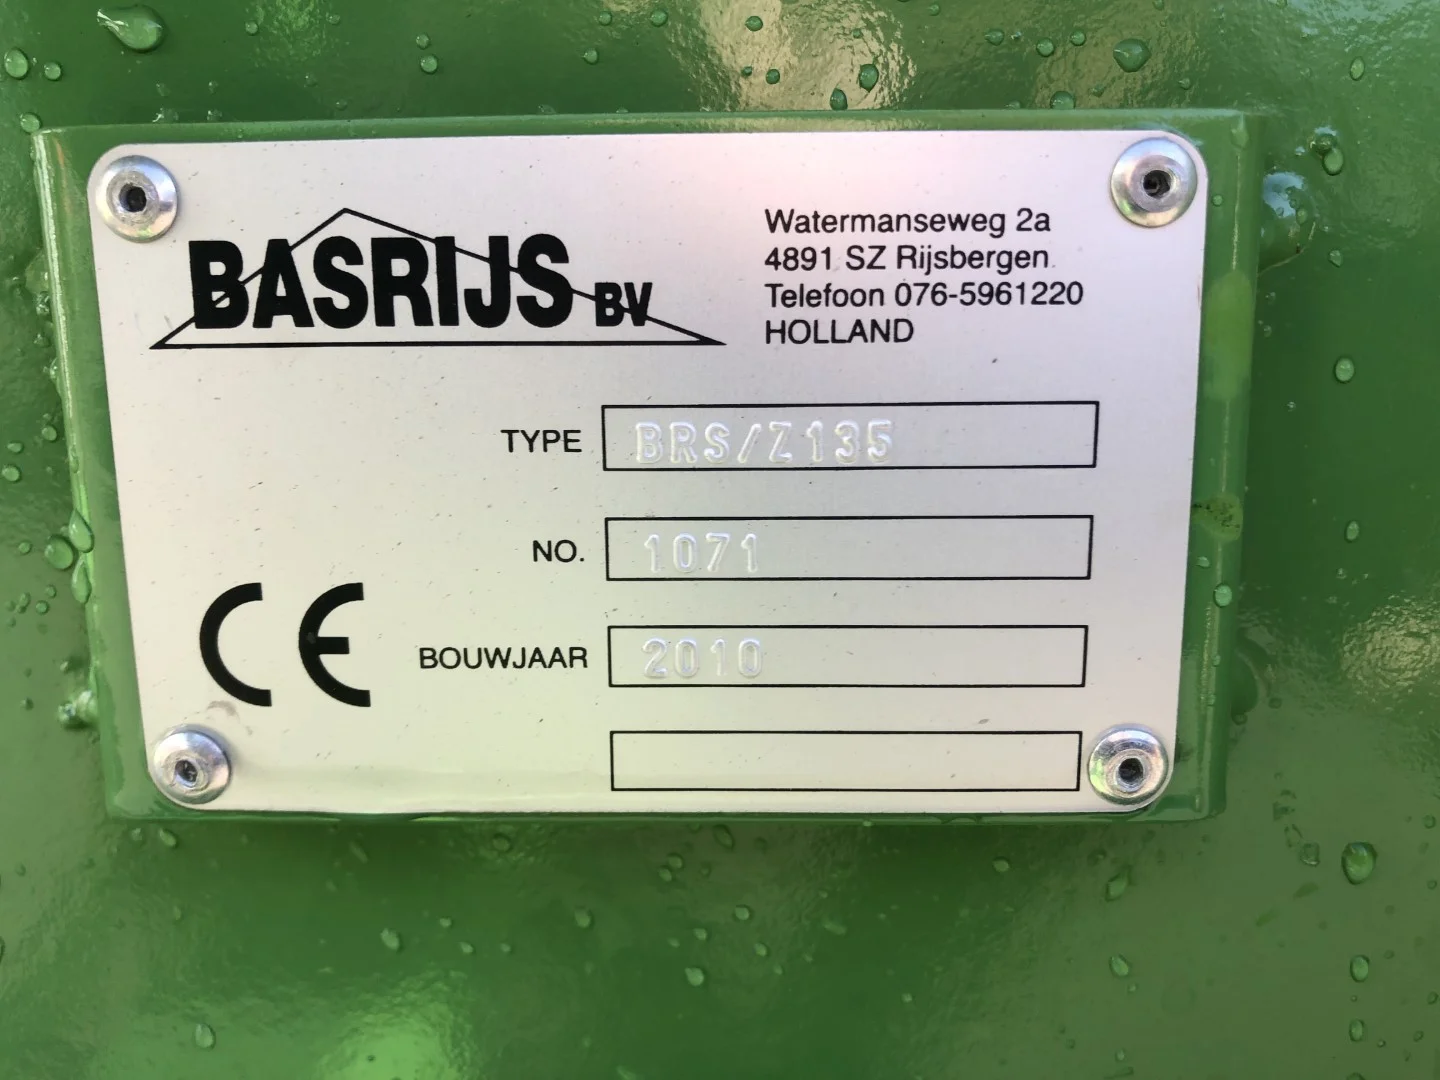 BASRIJS BV
Watermanseweg 2a
4891 SZ Rijsbergen
Telefoon 076-5961220
HOLLAND
TYPE BRS/Z135
NO. 1071
CE
BOUWJAAR 2010